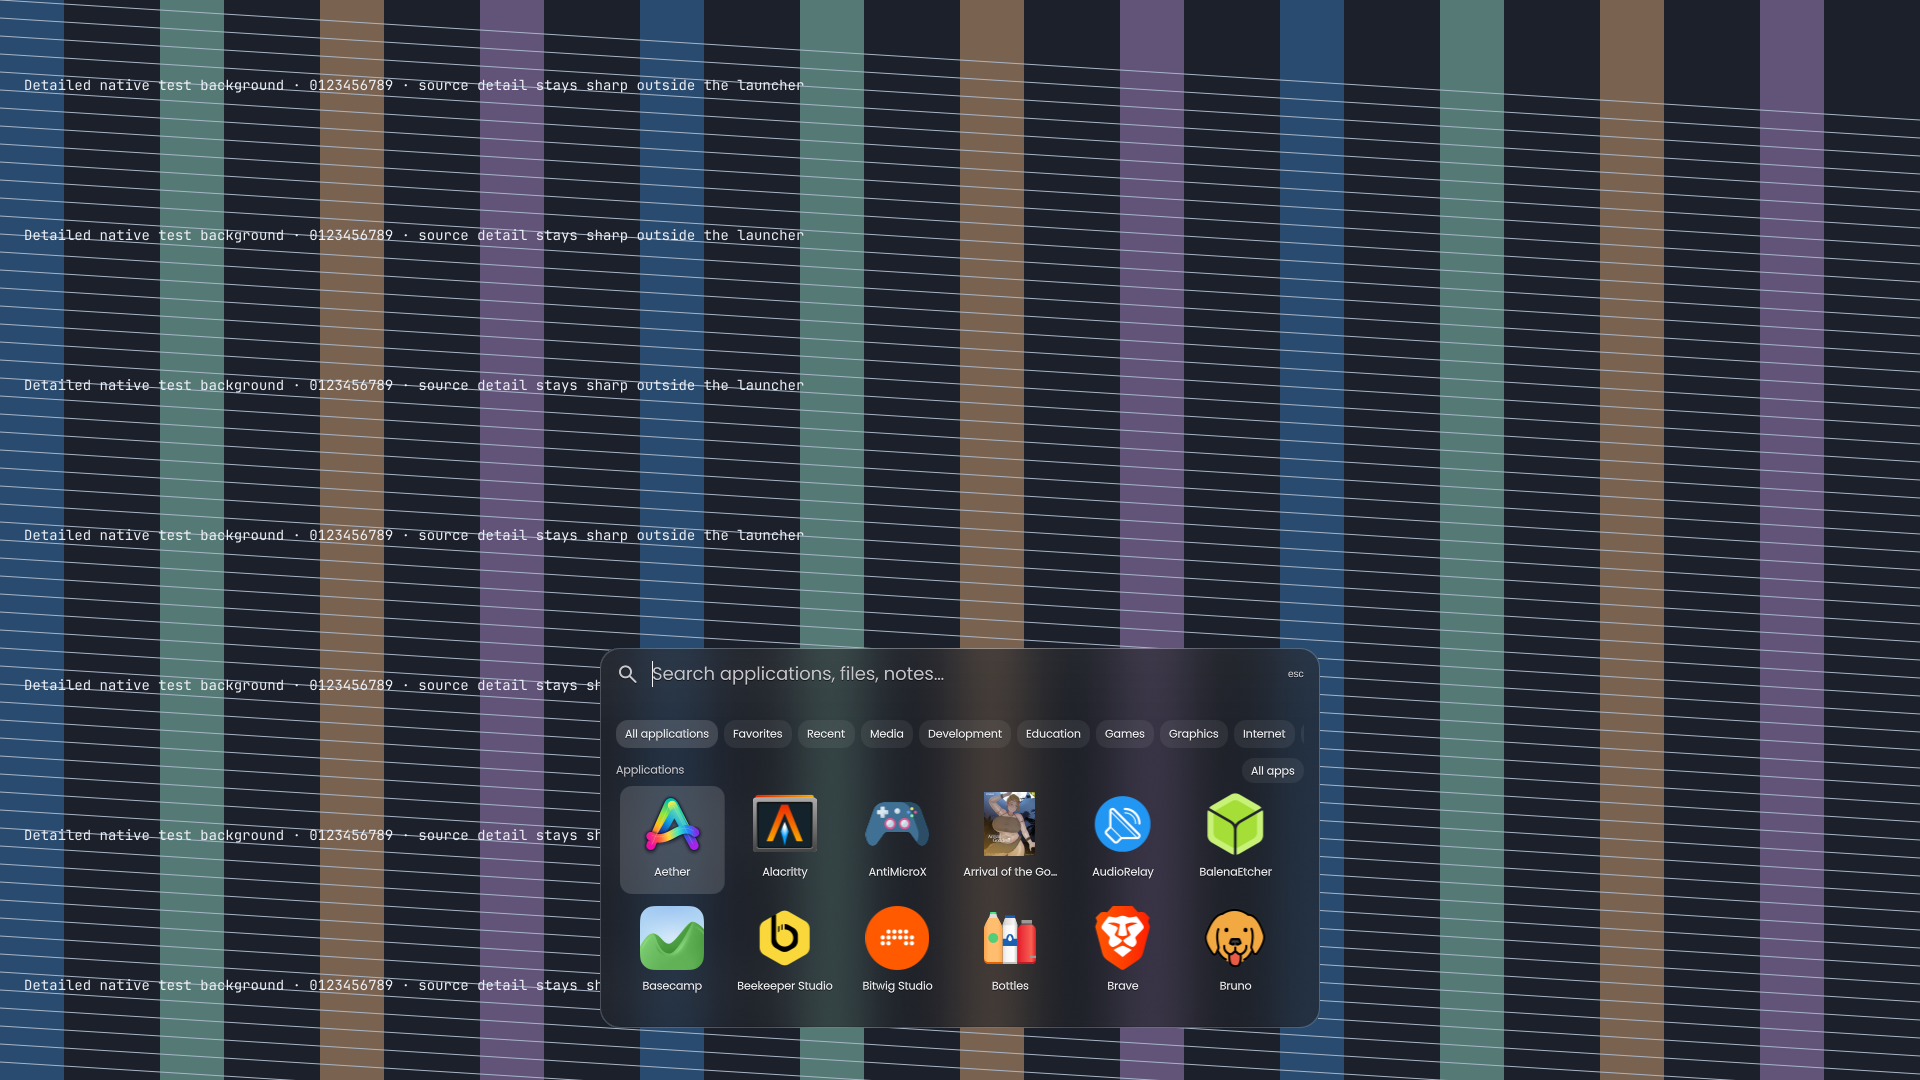 Detailed native test background · 0123456789 · source detail stays sharp outside the launcher
Detailed native test background · 0123456789 · source detail stays sharp outside the launcher
Detailed native test background · 0123456789 · source detail stays sharp outside the launcher
Detailed native test background · 0123456789 · source detail stays sharp outside the launcher
Detailed native test background · 0123456789 · source detail stays sh
Search applications, files, notes... esc
All applications Favorites Recent Media Development Education Games Graphics Internet
Applications All apps
Detailed native test background · 0123456789 · source detail stays sh
Aether Alacritty AntiMicroX Arrival of the Go... AudioRelay BalenaEtcher
Detailed native test background · 0123456789 · source detail stays sh
Basecamp Beekeeper Studio Bitwig Studio Bottles Brave Bruno